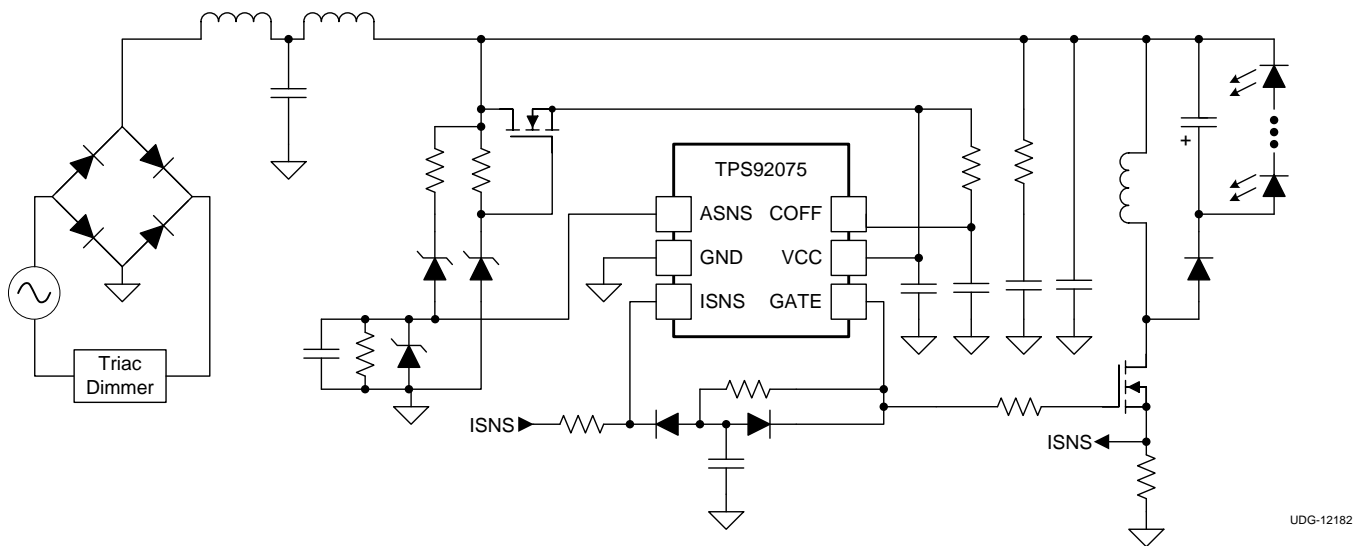 TPS92075
ASNS
COFF
GND
VCC
ISNS
GATE
Triac
Dimmer
ISNS
ISNS
+
UDG-12182